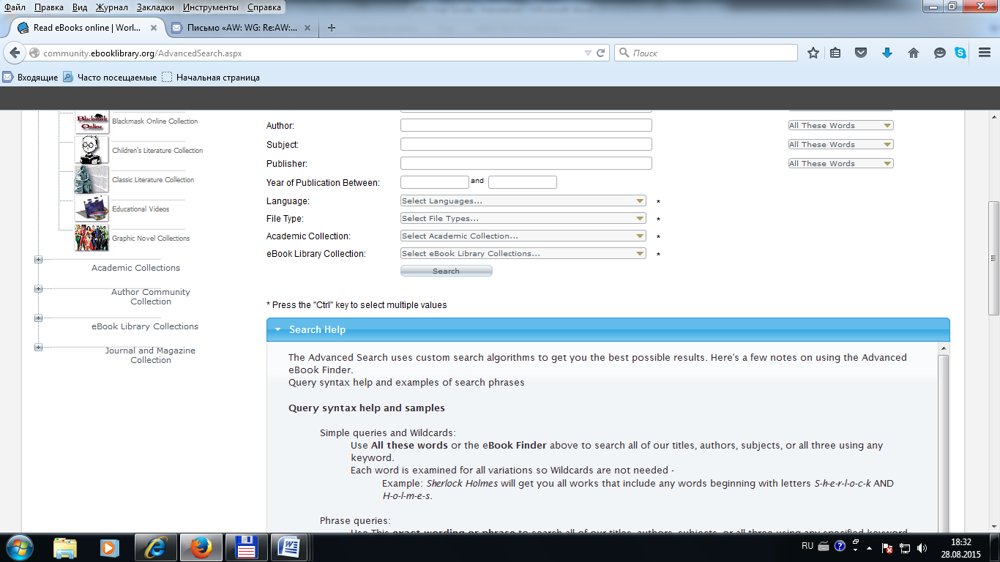 Файл Правка Вид Журнал Закладки Инструменты Справка
Read eBooks online | Worl... Письмо «AW: WG: Re:AW:...
community.ebooklibrary.org/AdvancedSearch.aspx Поиск
Входящие Часто посещаемые Начальная страница
Blackmask Online
Blackmask Online Collection
Children's Literature Collection
Classic Literature Collection
Educational Videos
Graphic Novel Collections
Academic Collections
Author Community
Collection
eBook Library Collections
Journal and Magazine
Collection
Author: All These Words
Subject: All These Words
Publisher: All These Words
Year of Publication Between: and
Language: Select Languages... *
File Type: Select File Types... *
Academic Collection: Select Academic Collection... *
eBook Library Collection: Select eBook Library Collections... *
Search
* Press the "Ctrl" key to select multiple values
Search Help
The Advanced Search uses custom search algorithms to get you the best possible results. Here's a few notes on using the Advanced
eBook Finder.
Query syntax help and examples of search phrases
Query syntax help and samples
Simple queries and Wildcards:
Use All these words or the eBook Finder above to search all of our titles, authors, subjects, or all three using any
keyword.
Each word is examined for all variations so Wildcards are not needed -
Example: Sherlock Holmes will get you all works that include any words beginning with letters S-h-e-r-l-o-c-k AND
H-o-l-m-e-s.
Phrase queries:
Use This exact wording or phrase to search all of our titles, authors, subjects, or all three using any specified keyword
RU 18:32
28.08.2015